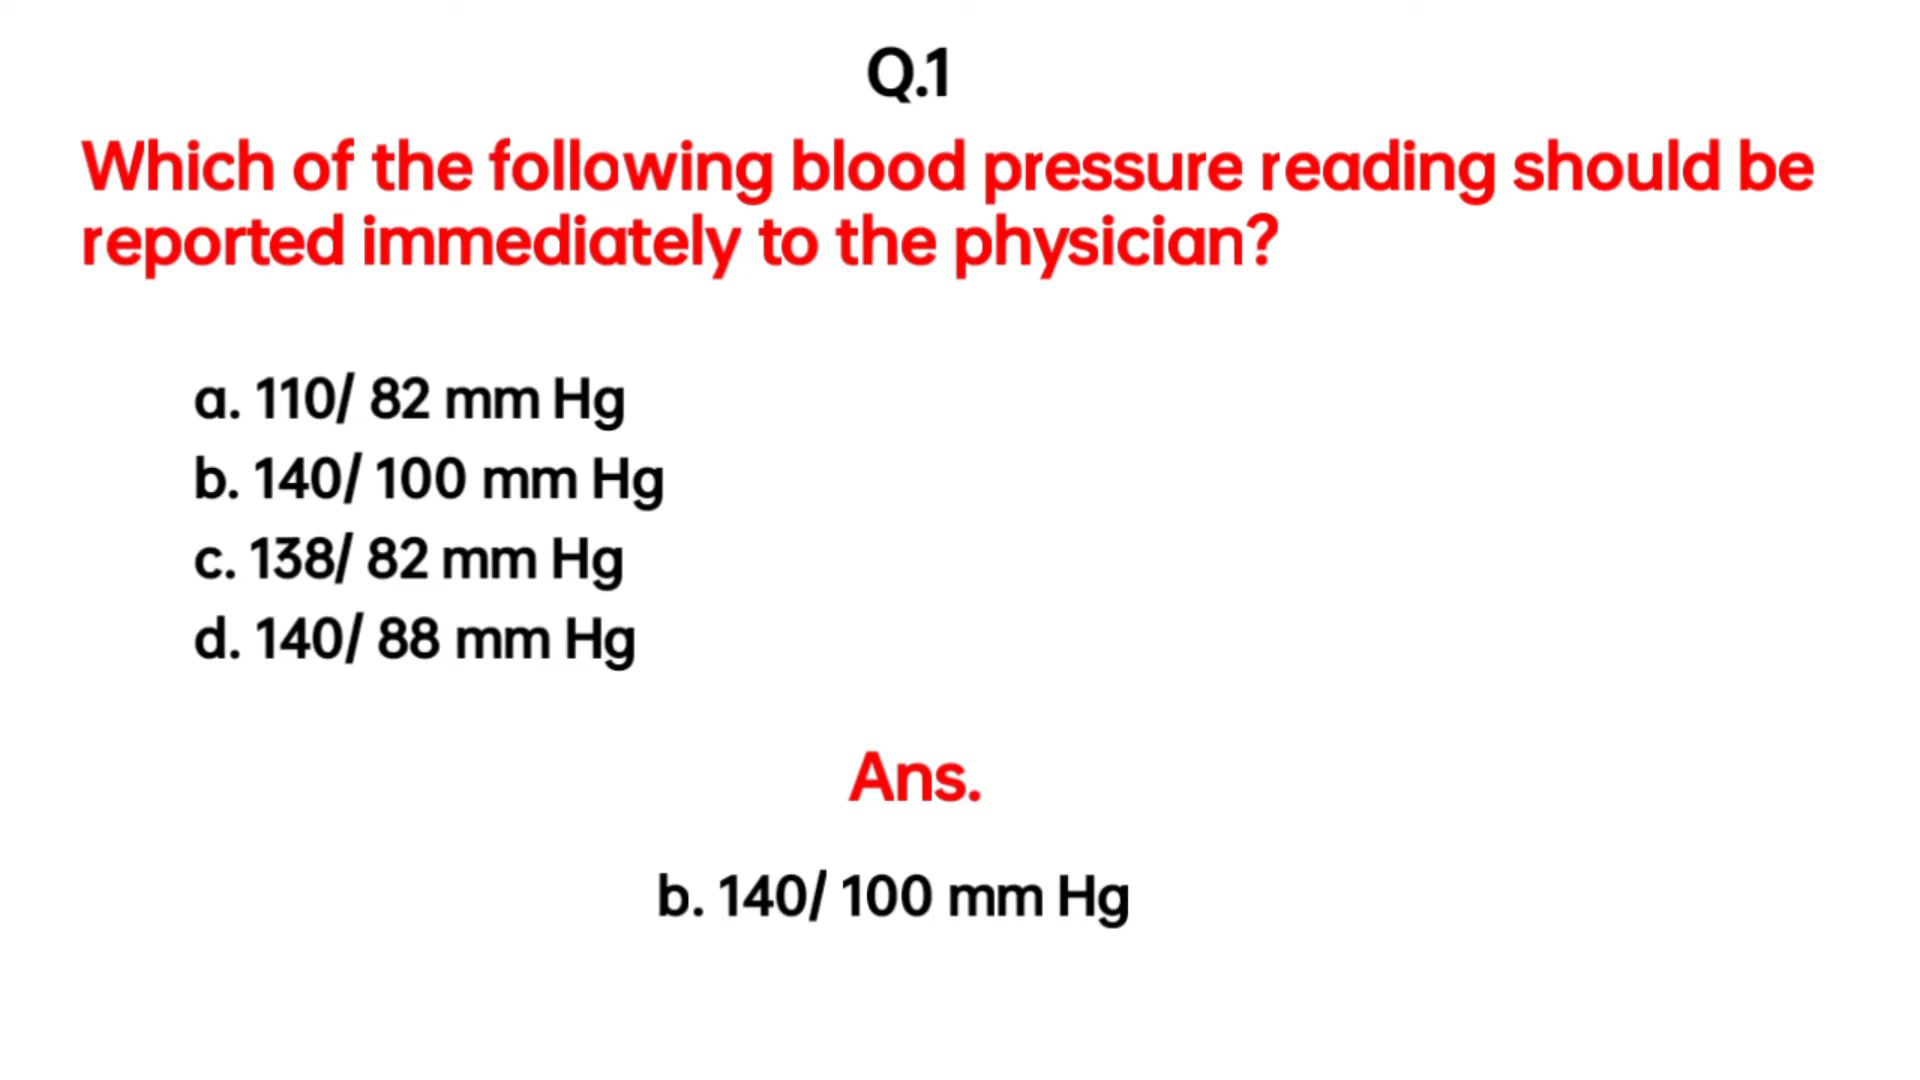 Q.1
Which of the following blood pressure reading should be
reported immediately to the physician?
a. 110/ 82 mm Hg
b. 140/ 100 mm Hg
c. 138/ 82 mm Hg
d. 140/ 88 mm Hg
Ans.
b. 140/ 100 mm Hg